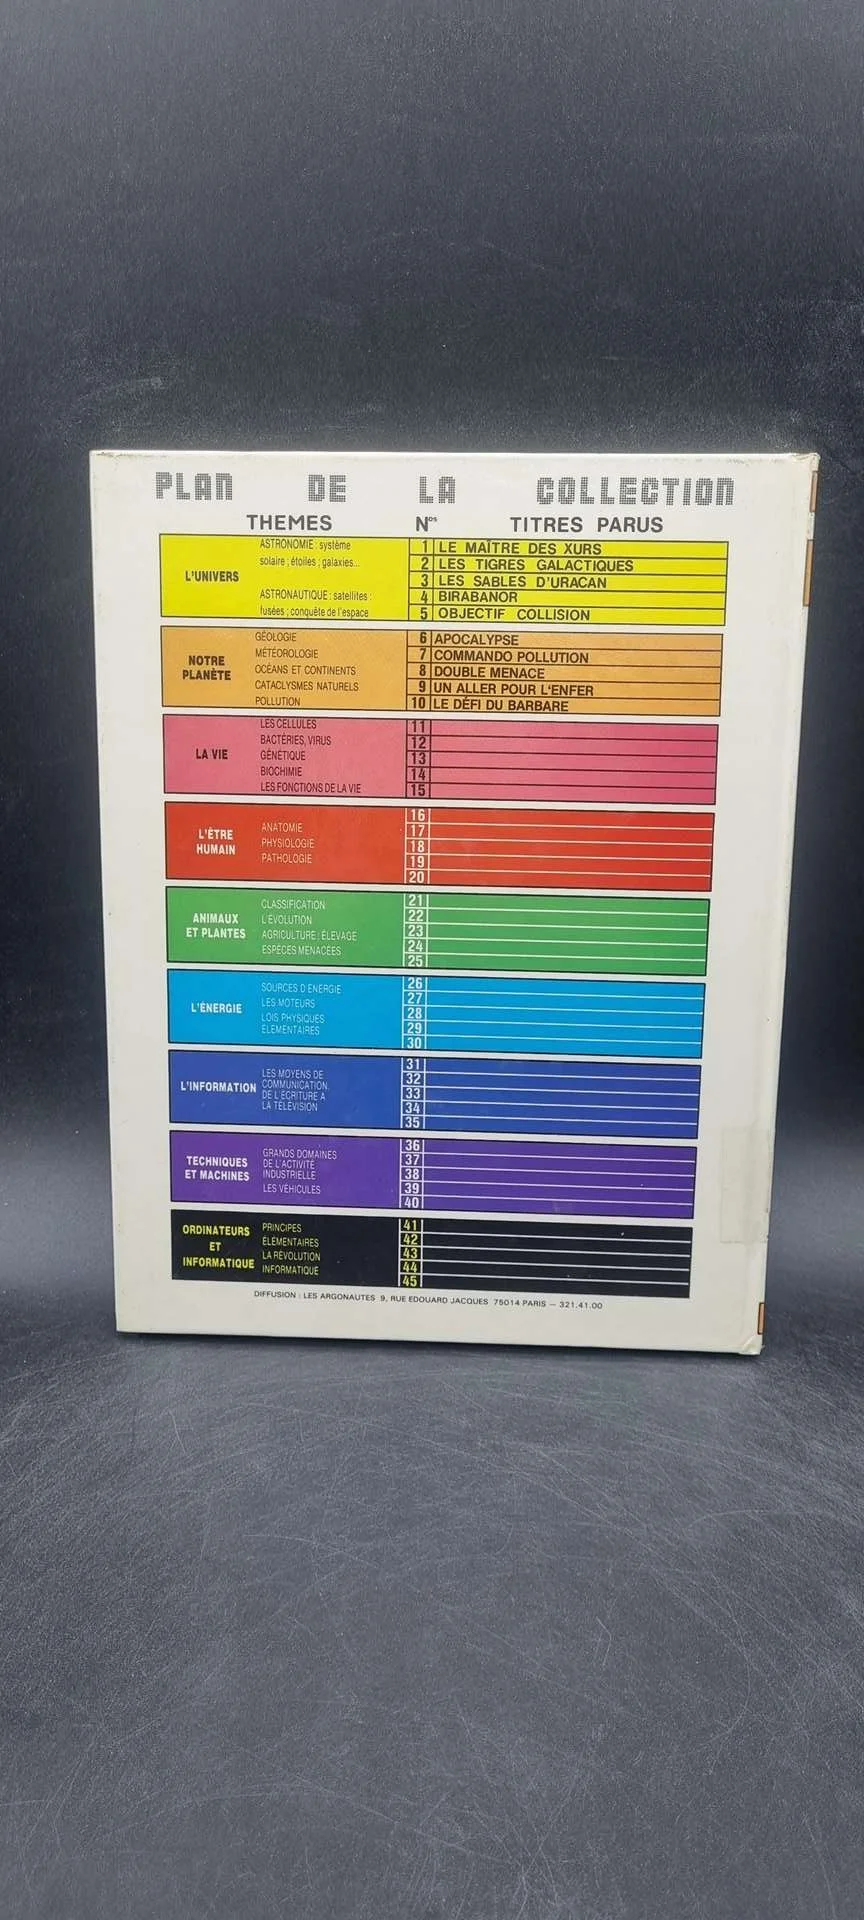 PLAN DE LA COLLECTION
THEMES Nos TITRES PARUS
L'UNIVERS
ASTRONOMIE : système
solaire ; étoiles ; galaxies...
ASTRONAUTIQUE : satellites :
fusées ; conquête de l'espace
1 LE MAÎTRE DES XURS
2 LES TIGRES GALACTIQUES
3 LES SABLES D'URACAN
4 BIRABANOR
5 OBJECTIF COLLISION
NOTRE
PLANÈTE
GÉOLOGIE
MÉTÉOROLOGIE
OCÉANS ET CONTINENTS
CATACLYSMES NATURELS
POLLUTION
6 APOCALYPSE
7 COMMANDO POLLUTION
8 DOUBLE MENACE
9 UN ALLER POUR L'ENFER
10 LE DÉFI DU BARBARE
LA VIE
LES CELLULES
BACTÉRIES, VIRUS
GÉNÉTIQUE
BIOCHIMIE
LES FONCTIONS DE LA VIE
11
12
13
14
15
L'ÊTRE
HUMAIN
ANATOMIE
PHYSIOLOGIE
PATHOLOGIE
16
17
18
19
20
ANIMAUX
ET PLANTES
CLASSIFICATION
L'ÉVOLUTION
AGRICULTURE : ÉLEVAGE
ESPÈCES MENACÉES
21
22
23
24
25
L'ÉNERGIE
SOURCES D'ÉNERGIE
LES MOTEURS
LOIS PHYSIQUES
ÉLÉMENTAIRES
26
27
28
29
30
L'INFORMATION
LES MOYENS DE
COMMUNICATION.
DE L'ÉCRITURE A
LA TÉLÉVISION
31
32
33
34
35
TECHNIQUES
ET MACHINES
GRANDS DOMAINES
DE L'ACTIVITÉ
INDUSTRIELLE
LES VÉHICULES
36
37
38
39
40
ORDINATEURS
ET
INFORMATIQUE
PRINCIPES
ÉLÉMENTAIRES
LA RÉVOLUTION
INFORMATIQUE
41
42
43
44
45
DIFFUSION : LES ARGONAUTES 9, RUE EDOUARD JACQUES 75014 PARIS — 321.41.00